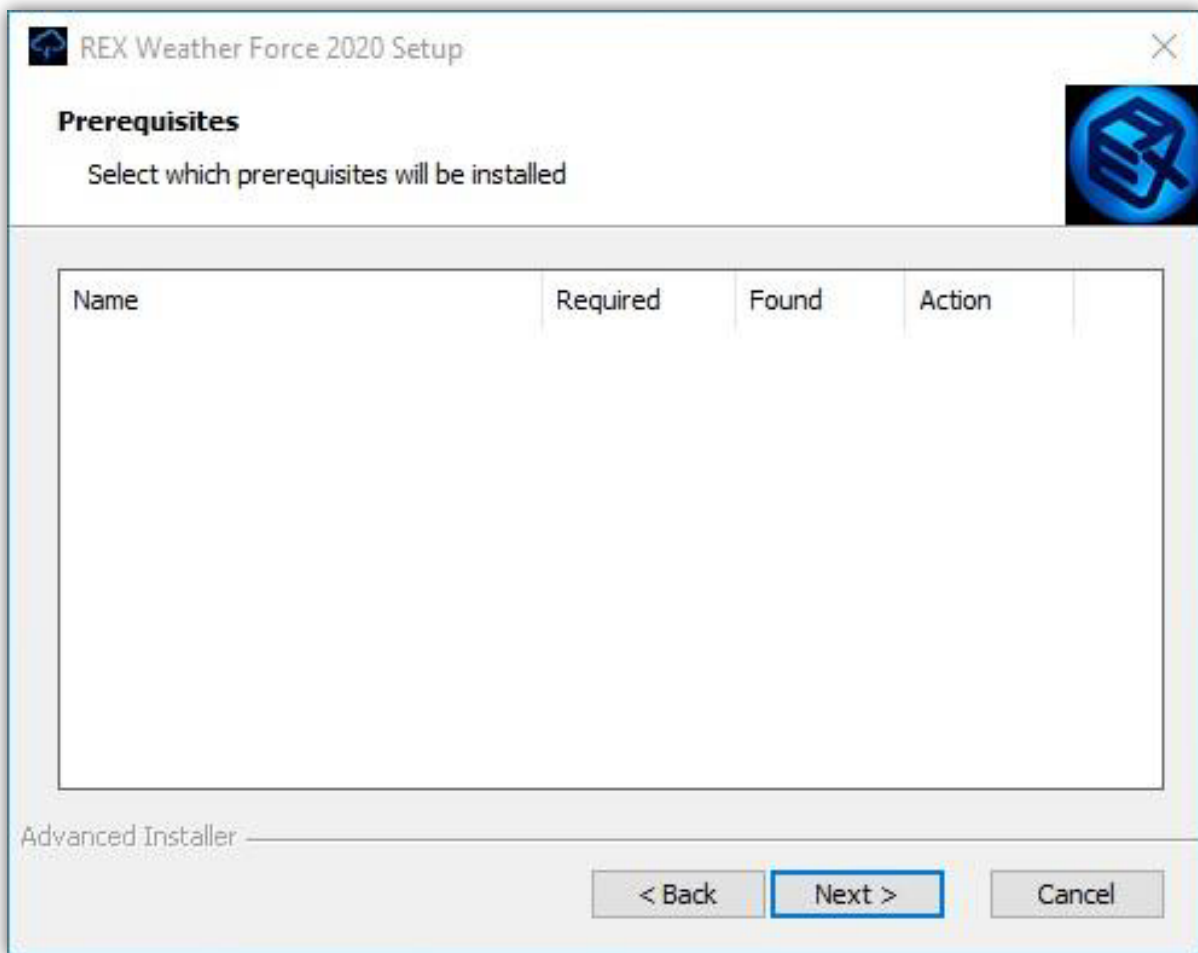 REX Weather Force 2020 Setup
Prerequisites
Select which prerequisites will be installed
Name Required Found Action
Advanced Installer
< Back Next > Cancel